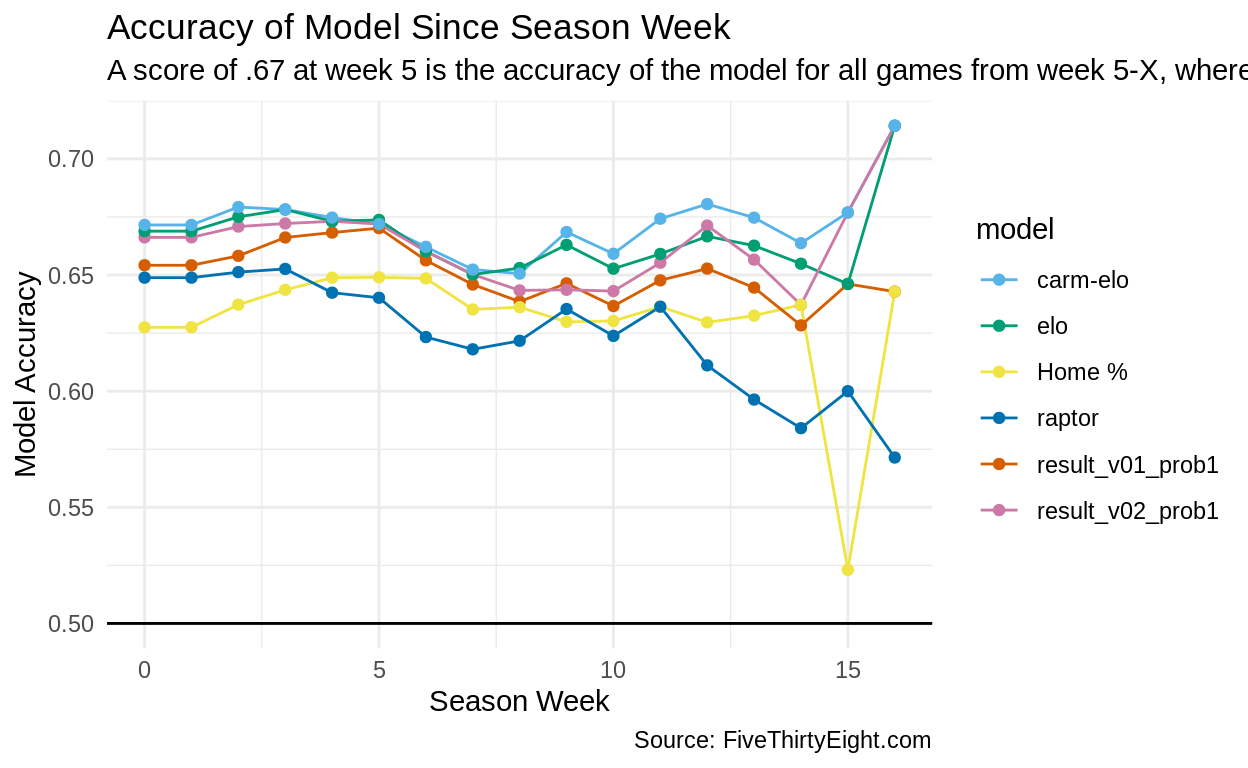 Accuracy of Model Since Season Week
A score of .67 at week 5 is the accuracy of the model for all games from week 5-X, where
0.70
0.65
0.60
0.55
0.50
Model Accuracy
0 5 10 15
Season Week
Source: FiveThirtyEight.com
model
carm-elo
elo
Home %
raptor
result_v01_prob1
result_v02_prob1